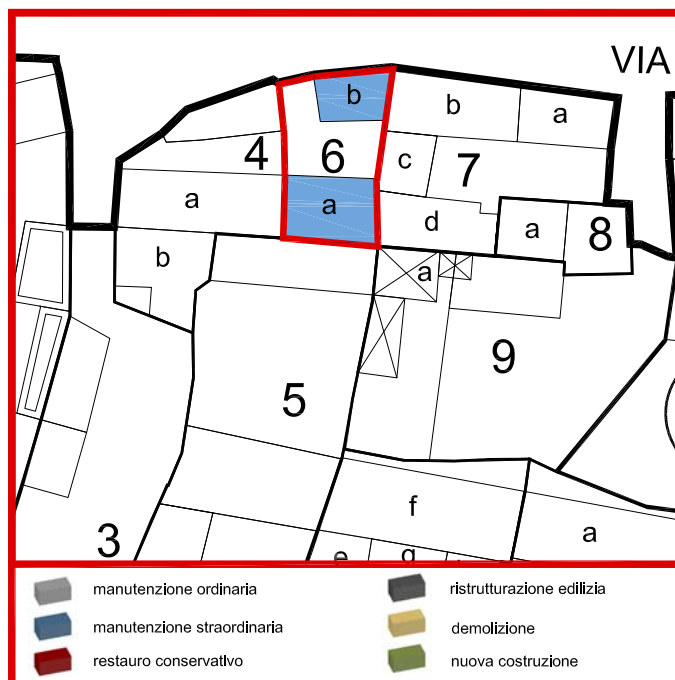 VIA
b
b
a
4
6
c
7
a
a
d
a
8
b
a
9
5
f
3
e
g
a
manutenzione ordinaria
ristrutturazione edilizia
manutenzione straordinaria
demolizione
restauro conservativo
nuova costruzione